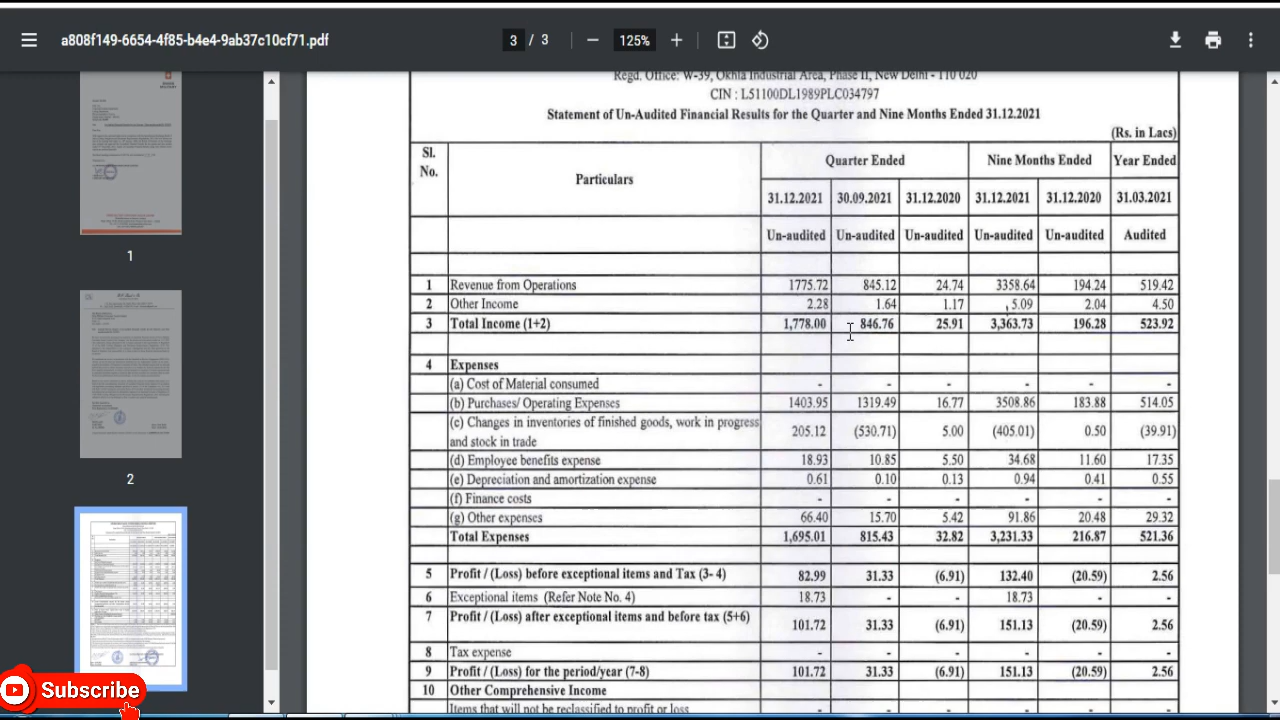 a808f149-6654-4f85-b4e4-9ab37c10cf71.pdf
3 / 3
125%
Regd. Office: W-39, Okhla Indusirial Area, Phase II, New Delhi - 110 020
CIN : L51100DL1989PLC034797
Statement of Un-Audited Financial Results for the Quarter and Nine Months Ended 31.12.2021
(Rs. in Lacs)
Sl. No. Particulars Quarter Ended Nine Months Ended Year Ended
31.12.2021 30.09.2021 31.12.2020 31.12.2021 31.12.2020 31.03.2021
Un-audited Un-audited Un-audited Un-audited Un-audited Audited
1 Revenue from Operations 1775.72 845.12 24.74 3358.64 194.24 519.42
2 Other Income 2.28 1.64 1.17 5.09 2.04 4.50
3 Total Income (1+2) 1,778.00 846.76 25.91 3,363.73 196.28 523.92
4 Expenses
(a) Cost of Material consumed - - - - -
(b) Purchases/ Operating Expenses 1403.95 1319.49 16.77 3508.86 183.88 514.05
(c) Changes in inventories of finished goods, work in progress
and stock in trade 205.12 (530.71) 5.00 (405.01) 0.50 (39.91)
(d) Employee benefits expense 18.93 10.85 5.50 34.68 11.60 17.35
(e) Depreciation and amortization expense 0.61 0.10 0.13 0.94 0.41 0.55
(f) Finance costs - - - - -
(g) Other expenses 66.40 15.70 5.42 91.86 20.48 29.32
Total Expenses 1,695.01 815.43 32.82 3,231.33 216.87 521.36
5 Profit / (Loss) before exceptional items and Tax (3- 4) 82.99 31.33 (6.91) 132.40 (20.59) 2.56
6 Exceptional items (Refer Note No. 4) 18.73 - - 18.73 - -
7 Profit / (Loss) after exceptional items and before tax (5+6) 101.72 31.33 (6.91) 151.13 (20.59) 2.56
8 Tax expense - - - - -
9 Profit / (Loss) for the period/year (7-8) 101.72 31.33 (6.91) 151.13 (20.59) 2.56
10 Other Comprehensive Income
Items that will not be reclassified to profit or loss - - - - -
1
2
Subscribe